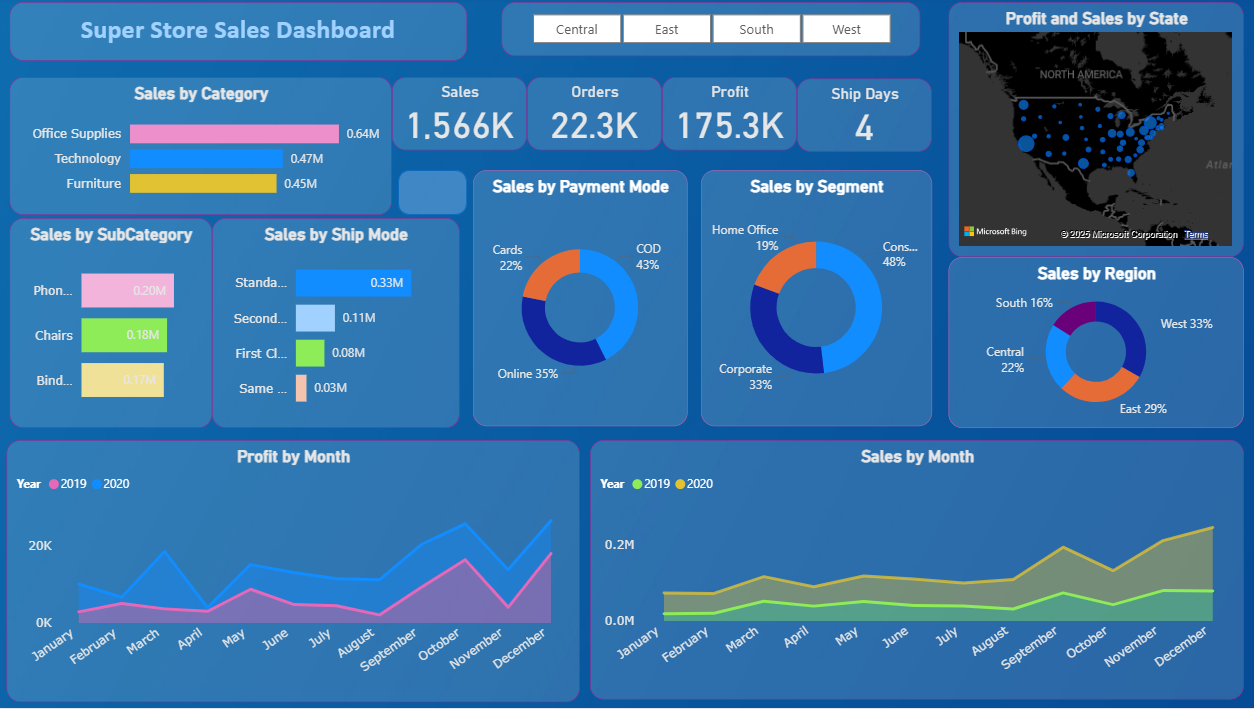 Super Store Sales Dashboard
Central
East
South
West
Profit and Sales by State
NORTH AMERICA
Atlan
Microsoft Bing
© 2025 Microsoft Corporation Terms
Sales by Category
Office Supplies 0.64M
Technology 0.47M
Furniture 0.45M
Sales
1.566K
Orders
22.3K
Profit
175.3K
Ship Days
4
Sales by SubCategory
Phon... 0.20M
Chairs 0.18M
Bind... 0.17M
Sales by Ship Mode
Standa... 0.33M
Second... 0.11M
First Cl... 0.08M
Same ... 0.03M
Sales by Payment Mode
Cards
22%
COD
43%
Online 35%
Sales by Segment
Home Office
19%
Cons...
48%
Corporate
33%
Sales by Region
South 16%
West 33%
Central
22%
East 29%
Profit by Month
Year 2019 2020
20K
0K
January
February
March
April
May
June
July
August
September
October
November
December
Sales by Month
Year 2019 2020
0.2M
0.0M
January
February
March
April
May
June
July
August
September
October
November
December